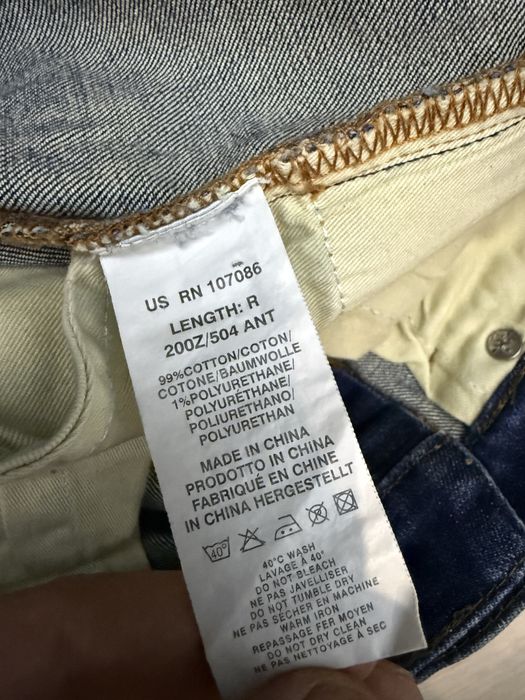 US RN 107086
LENGTH: R
200Z/504 ANT
99%COTTON/COTON/
COTONE/BAUMWOLLE
1%POLYURETHANE/
POLYURETHANE/
POLIURETHANO/
POLYURETHAN
MADE IN CHINA
PRODOTTO IN CHINA
FABRIQUÉ EN CHINE
IN CHINA HERGESTELLT
40°
40°C WASH
LAVAGE À 40°
DO NOT BLEACH
NE PAS JAVELLISER
DO NOT TUMBLE DRY
NE PAS SÉCHER EN MACHINE
WARM IRON
REPASSAGE FER MOYEN
DO NOT DRY CLEAN
NE PAS NETTOYAGE À SEC